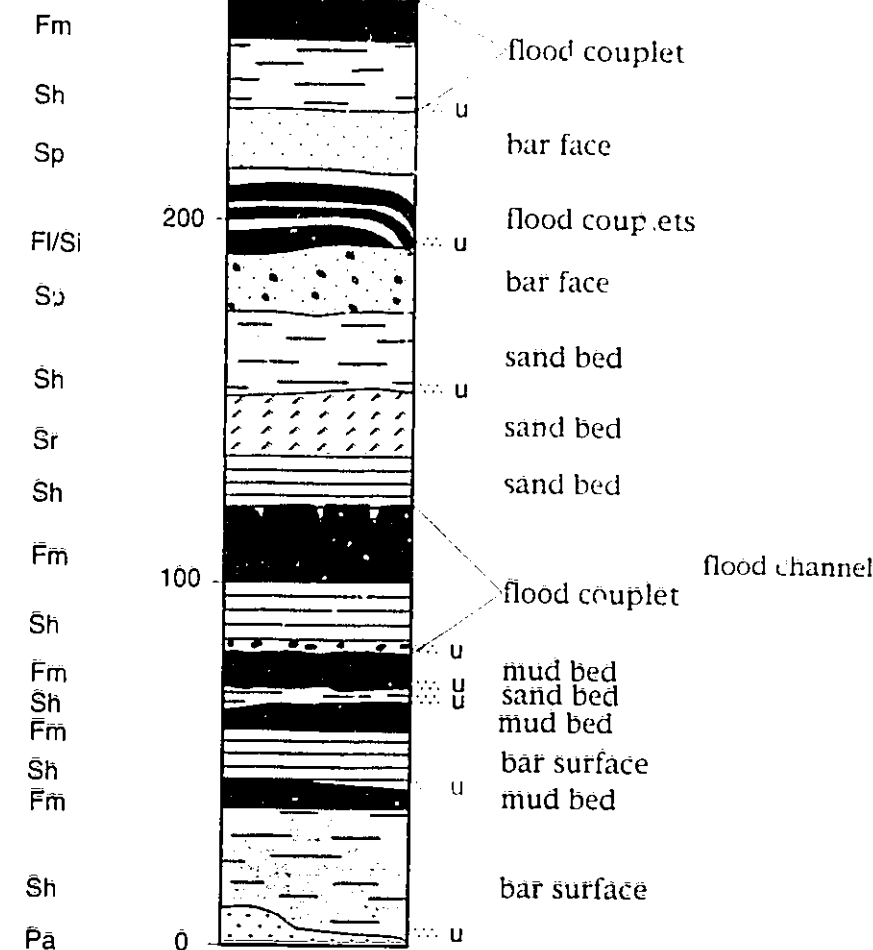 Fm
flood couplet
Sh
u
Sp
bar face
200
flood couplets
Fl/Si
u
Sp
bar face
sand bed
Sh
u
Sr
sand bed
Sh
sand bed
Fm
flood channel
100
flood couplet
Sh
u
Fm
mud bed
u
Sh
sand bed
u
Fm
mud bed
Sh
bar surface
u
Fm
mud bed
Sh
bar surface
Pa
0
u